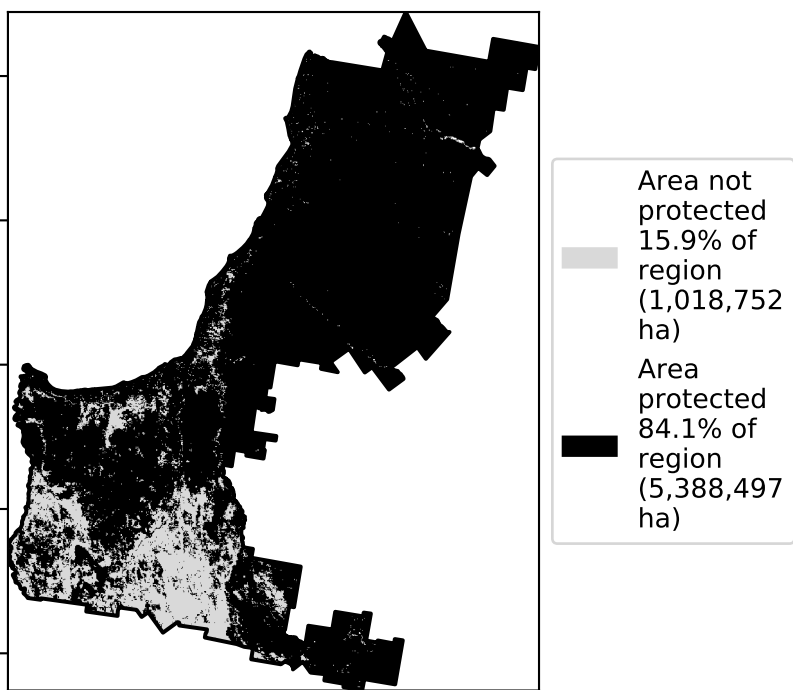 Area not
protected
15.9% of
region
(1,018,752
ha)
Area
protected
84.1% of
region
(5,388,497
ha)